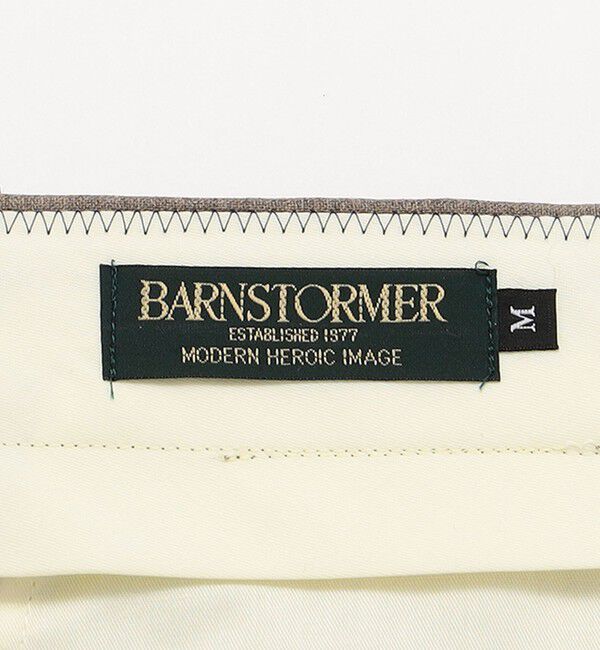 BARNSTORMER
ESTABLISHED 1977
MODERN HEROIC IMAGE
M